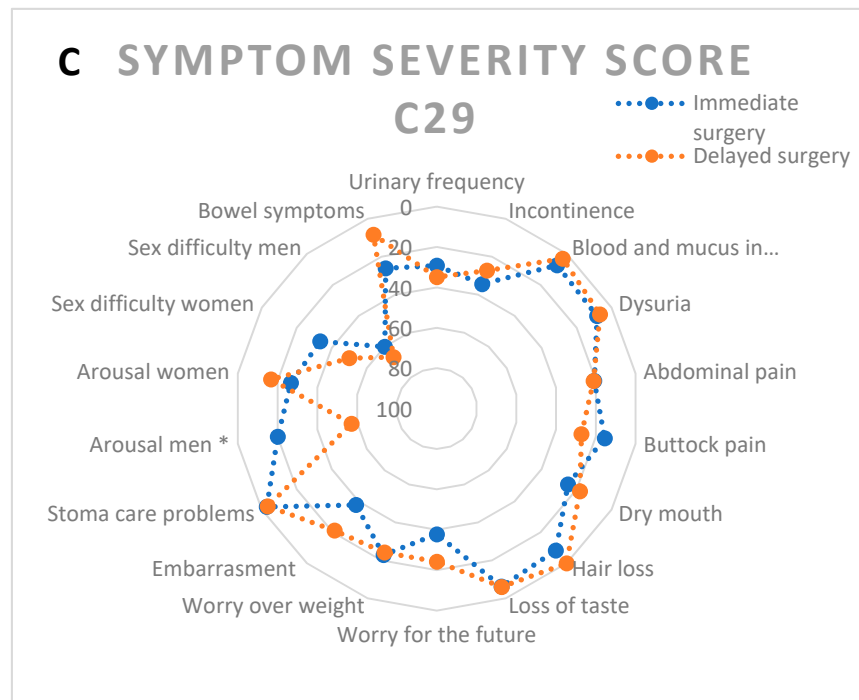 C SYMPTOM SEVERITY SCORE
C29
Immediate
surgery
Delayed surgery
Urinary frequency
Incontinence
Blood and mucus in...
Dysuria
Abdominal pain
Buttock pain
Dry mouth
Hair loss
Loss of taste
Worry for the future
Worry over weight
Embarrasment
Stoma care problems
Arousal men *
Arousal women
Sex difficulty women
Sex difficulty men
Bowel symptoms
0
20
40
60
80
100